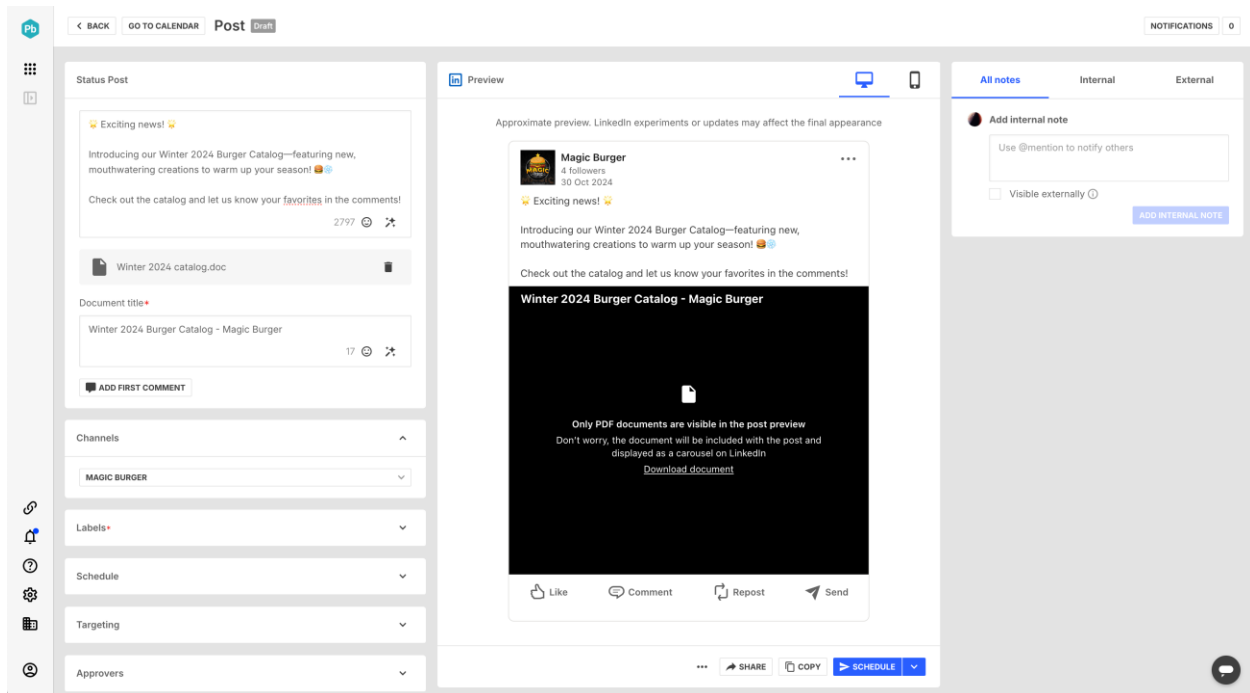 Pb
BACK
GO TO CALENDAR
Post
Draft
NOTIFICATIONS
0
Status Post
Exciting news!
Introducing our Winter 2024 Burger Catalog—featuring new,
mouthwatering creations to warm up your season! 🍔❄️
Check out the catalog and let us know your favorites in the comments!
2797
Winter 2024 catalog.doc
Document title*
Winter 2024 Burger Catalog - Magic Burger
17
ADD FIRST COMMENT
Channels
MAGIC BURGER
Labels*
Schedule
Targeting
Approvers
in
Preview
Approximate preview. LinkedIn experiments or updates may affect the final appearance
MAGIC
Magic Burger
4 followers
30 Oct 2024
Exciting news!
Introducing our Winter 2024 Burger Catalog—featuring new,
mouthwatering creations to warm up your season! 🍔❄️
Check out the catalog and let us know your favorites in the comments!
Winter 2024 Burger Catalog - Magic Burger
Only PDF documents are visible in the post preview
Don't worry, the document will be included with the post and
displayed as a carousel on LinkedIn
Download document
Like
Comment
Repost
Send
SHARE
COPY
SCHEDULE
All notes
Internal
External
Add internal note
Use @mention to notify others
Visible externally
ADD INTERNAL NOTE